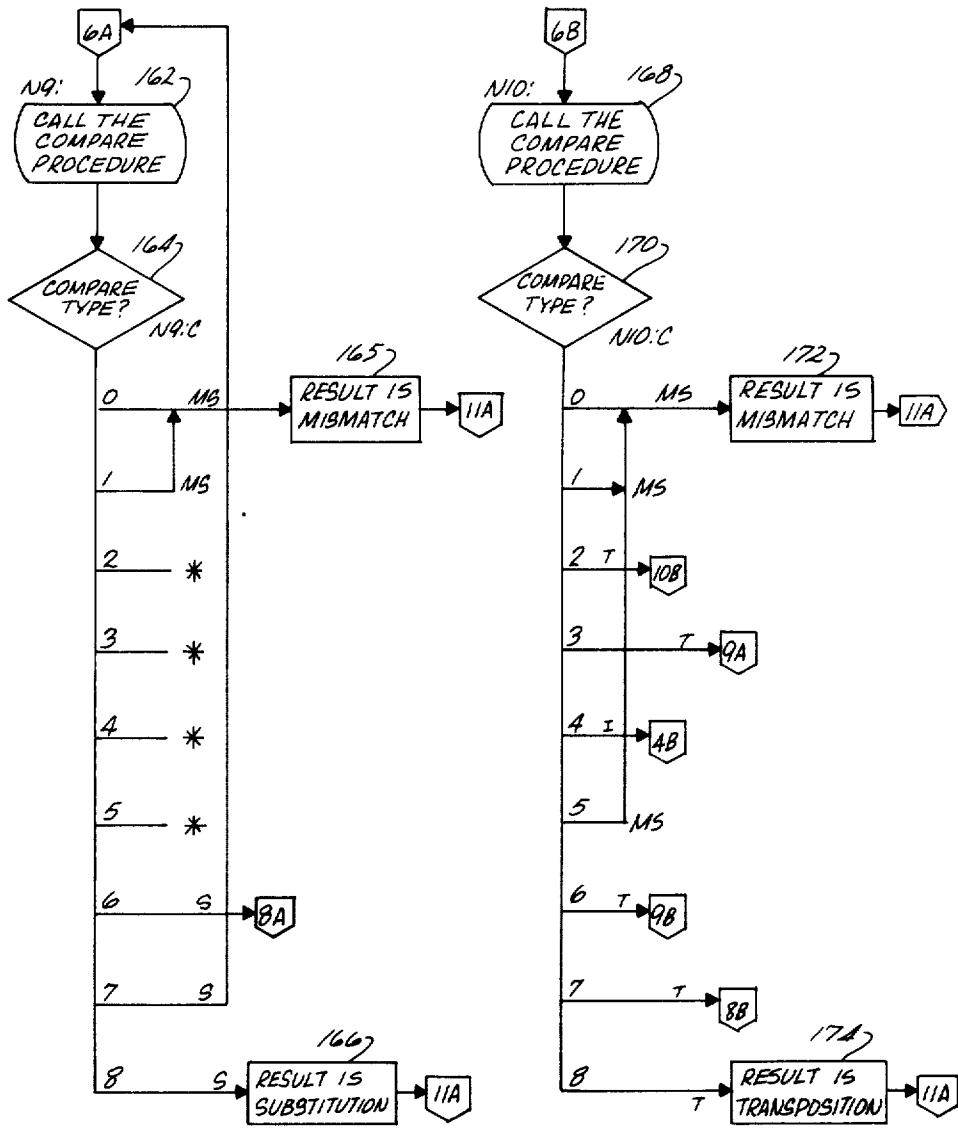 6A
N9:
162
CALL THE
COMPARE
PROCEDURE
164
COMPARE
TYPE?
N9:C
165
0
MS
RESULT IS
MISMATCH
11A
1
MS
2
*
3
*
4
*
5
*
6
S
8A
7
S
166
8
S
RESULT IS
SUBSTITUTION
11A
6B
N10:
168
CALL THE
COMPARE
PROCEDURE
170
COMPARE
TYPE?
N10:C
172
0
MS
RESULT IS
MISMATCH
11A
1
MS
2
T
10B
3
T
9A
4
I
4B
5
MS
6
T
9B
7
T
8B
174
8
T
RESULT IS
TRANSPOSITION
11A